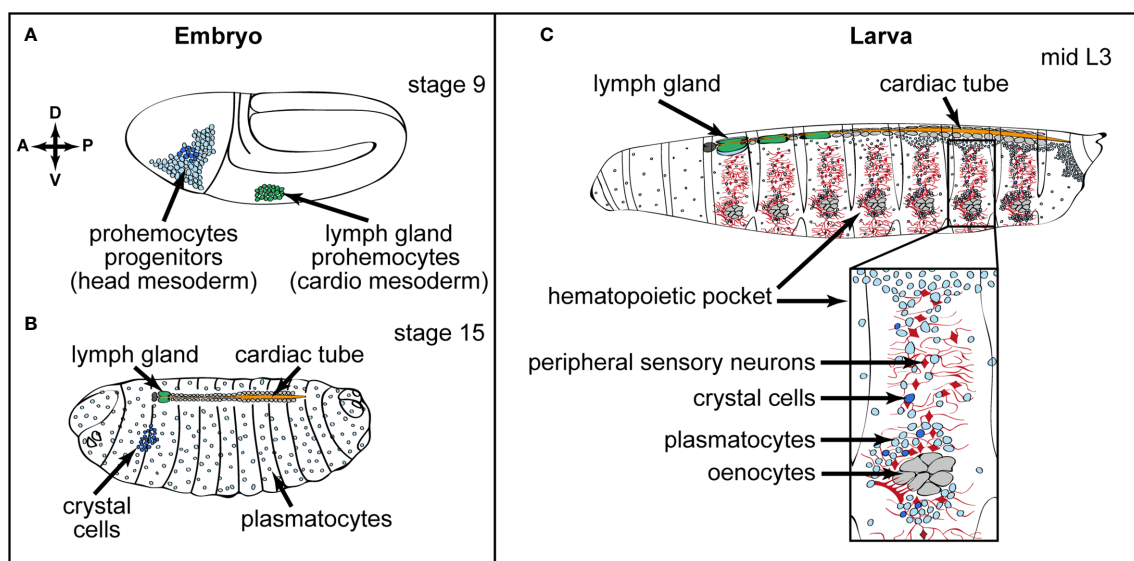 A
Embryo
stage 9
D
A
P
V
prohemocytes
progenitors
(head mesoderm)
lymph gland
prohemocytes
(cardio mesoderm)
B
stage 15
lymph gland
cardiac tube
crystal
cells
plasmatocytes
C
Larva
mid L3
lymph gland
cardiac tube
hematopoietic pocket
peripheral sensory neurons
crystal cells
plasmatocytes
oenocytes